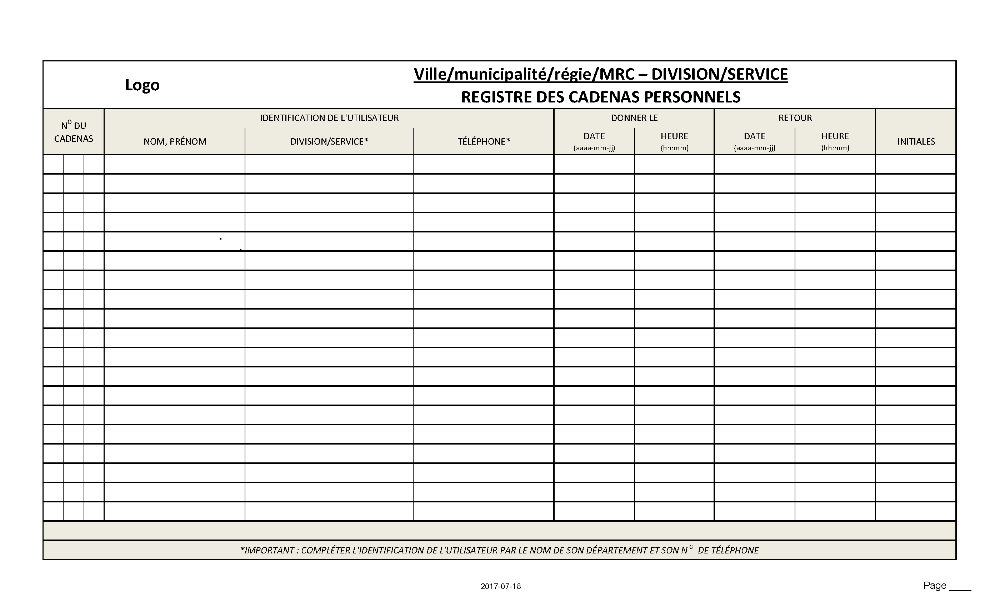 Logo
Ville/municipalité/régie/MRC – DIVISION/SERVICE
REGISTRE DES CADENAS PERSONNELS
Nº DU
CADENAS
IDENTIFICATION DE L'UTILISATEUR
DONNER LE
RETOUR
NOM, PRÉNOM
DIVISION/SERVICE*
TÉLÉPHONE*
DATE
(aaaa-mm-jj)
HEURE
(hh:mm)
DATE
(aaaa-mm-jj)
HEURE
(hh:mm)
INITIALES
*IMPORTANT : COMPLÉTER L'IDENTIFICATION DE L'UTILISATEUR PAR LE NOM DE SON DÉPARTEMENT ET SON Nº DE TÉLÉPHONE
2017-07-18
Page ____